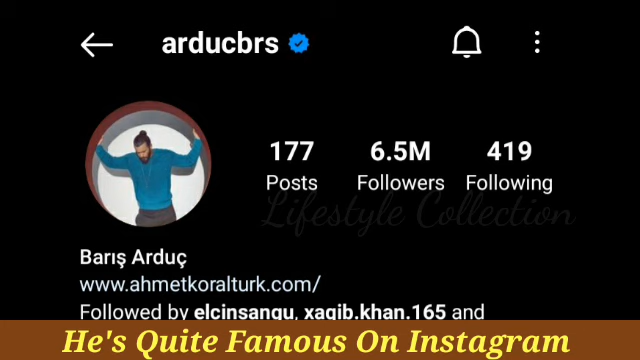 arducbrs
177 6.5M 419
Posts Followers Following
Lifestyle Collection
Barış Arduç
www.ahmetkoralturk.com/
Followed by elcinsangu, xaqib.khan.165 and
He's Quite Famous On Instagram